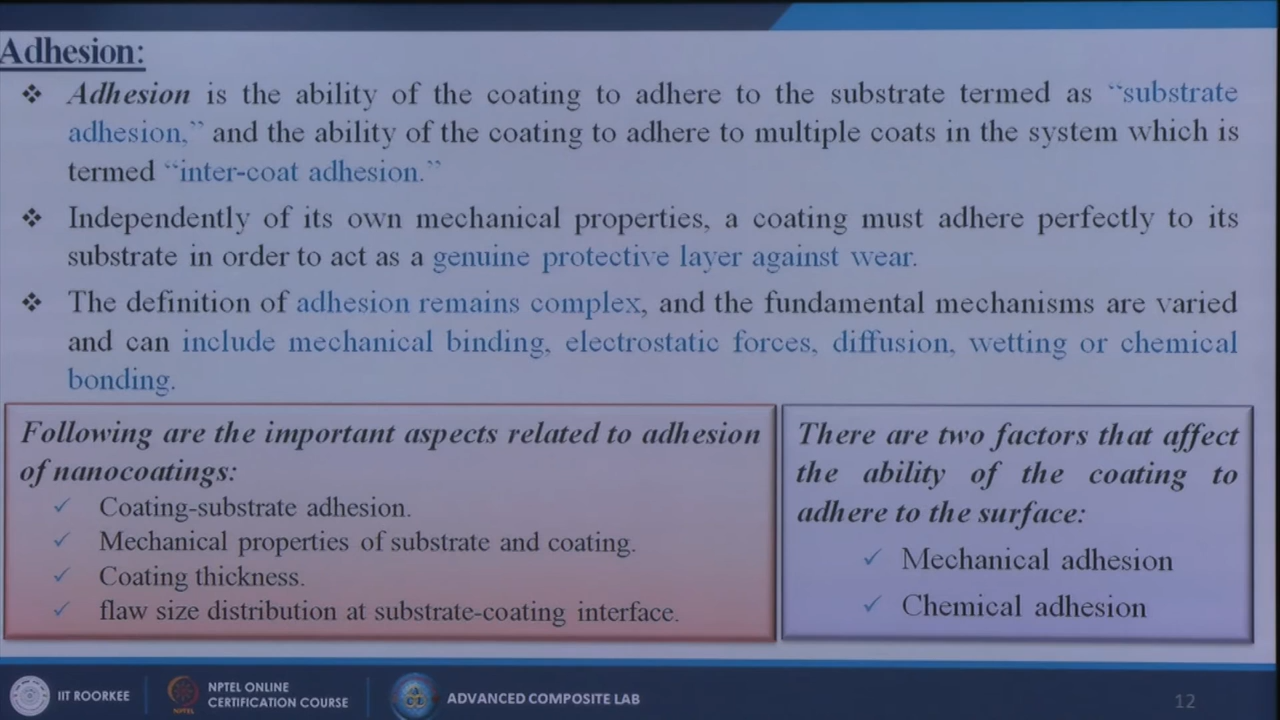 Adhesion:
❖ Adhesion is the ability of the coating to adhere to the substrate termed as “substrate
adhesion,” and the ability of the coating to adhere to multiple coats in the system which is
termed “inter-coat adhesion.”
❖ Independently of its own mechanical properties, a coating must adhere perfectly to its
substrate in order to act as a genuine protective layer against wear.
❖ The definition of adhesion remains complex, and the fundamental mechanisms are varied
and can include mechanical binding, electrostatic forces, diffusion, wetting or chemical
bonding.
Following are the important aspects related to adhesion
of nanocoatings:
✓ Coating-substrate adhesion.
✓ Mechanical properties of substrate and coating.
✓ Coating thickness.
✓ flaw size distribution at substrate-coating interface.
There are two factors that affect
the ability of the coating to
adhere to the surface:
✓ Mechanical adhesion
✓ Chemical adhesion
IIT ROORKEE
NPTEL
NPTEL ONLINE
CERTIFICATION COURSE
ADVANCED COMPOSITE LAB
12